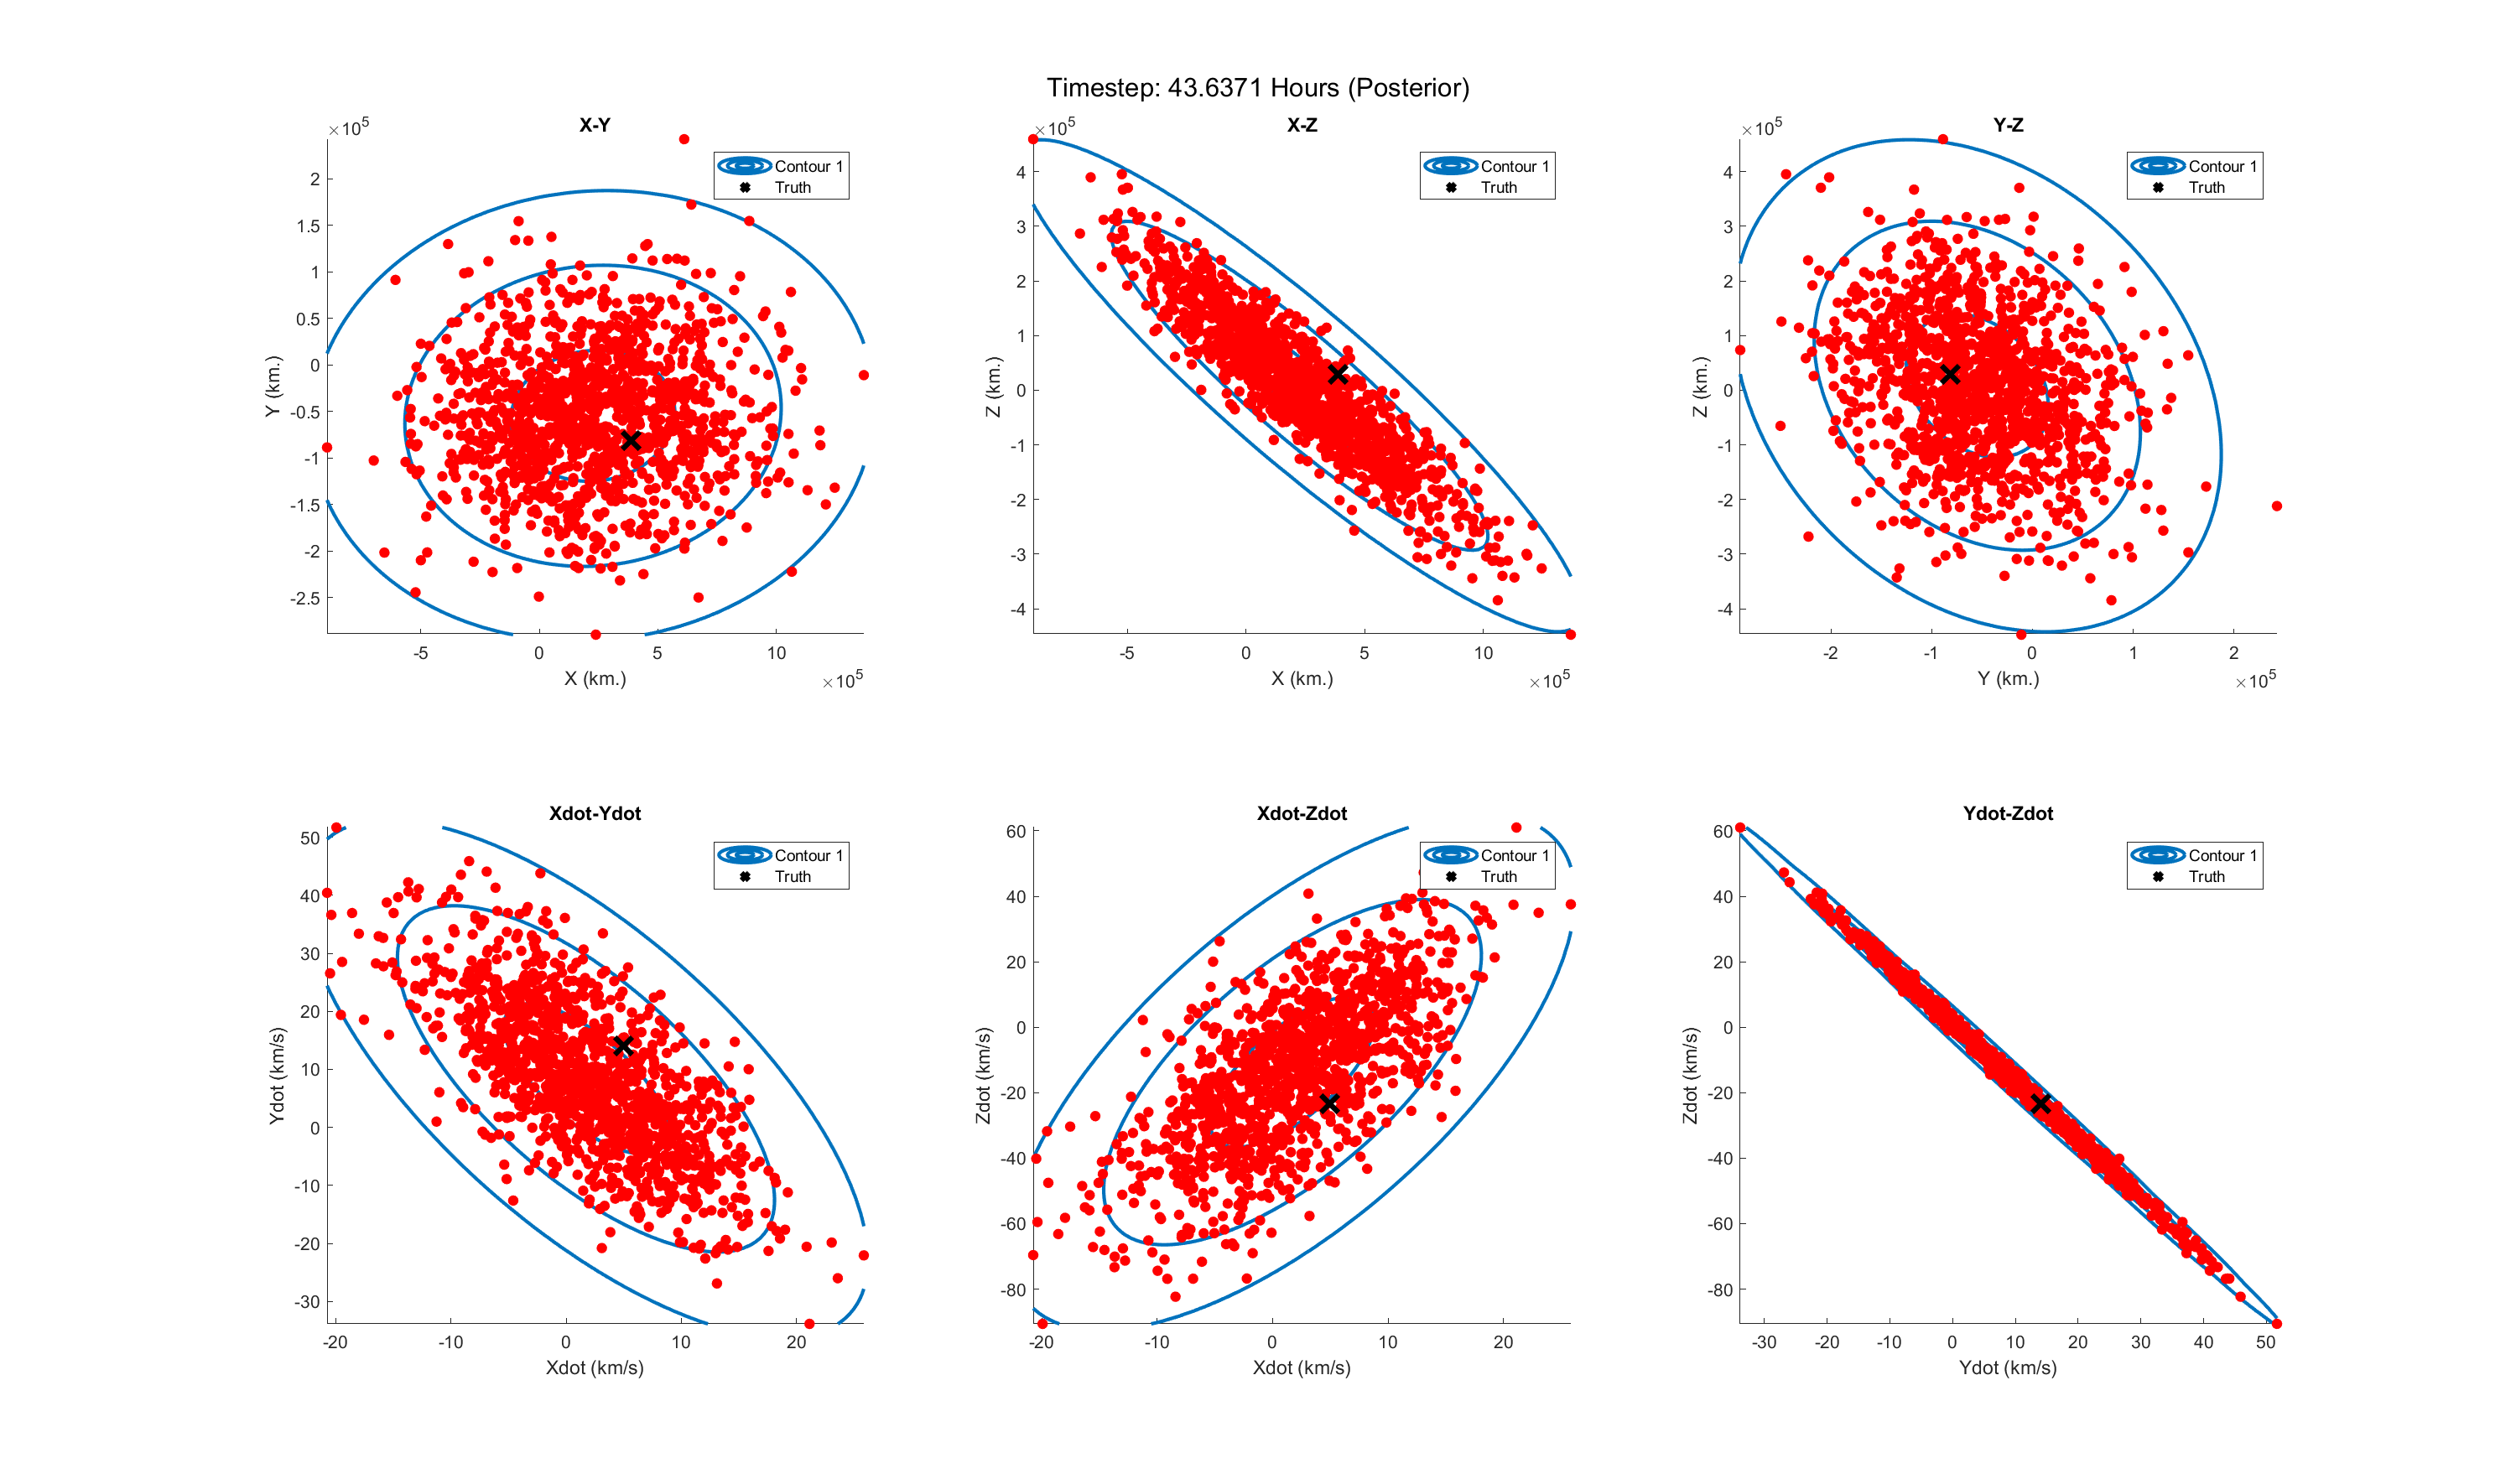 Timestep: 43.6371 Hours (Posterior)
X-Y
×10^5
Contour 1
Truth
2
1.5
1
0.5
0
-0.5
-1
-1.5
-2
-2.5
Y (km.)
-5 0 5 10
X (km.)
×10^5
X-Z
×10^5
Contour 1
Truth
4
3
2
1
0
-1
-2
-3
-4
Z (km.)
-5 0 5 10
X (km.)
×10^5
Y-Z
×10^5
Contour 1
Truth
4
3
2
1
0
-1
-2
-3
-4
Z (km.)
-2 -1 0 1 2
Y (km.)
×10^5
Xdot-Ydot
Contour 1
Truth
50
40
30
20
10
0
-10
-20
-30
Ydot (km/s)
-20 -10 0 10 20
Xdot (km/s)
Xdot-Zdot
Contour 1
Truth
60
40
20
0
-20
-40
-60
-80
Zdot (km/s)
-20 -10 0 10 20
Xdot (km/s)
Ydot-Zdot
Contour 1
Truth
60
40
20
0
-20
-40
-60
-80
Zdot (km/s)
-30 -20 -10 0 10 20 30 40 50
Ydot (km/s)